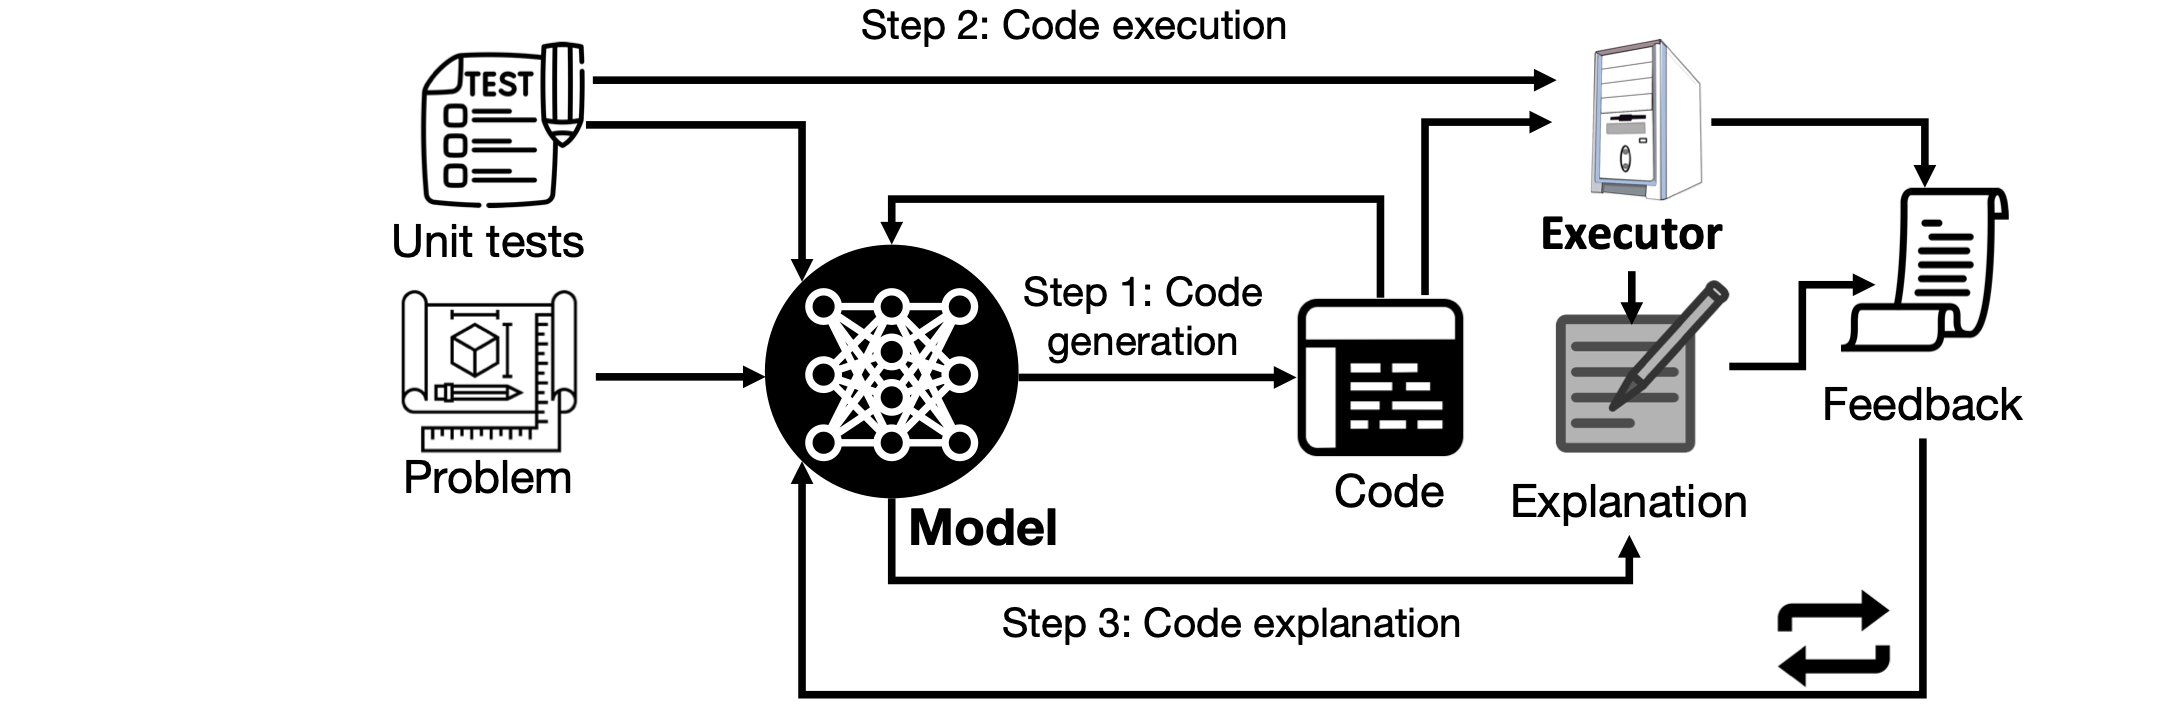 Step 2: Code execution
TEST
Unit tests
Executor
Step 1: Code
generation
Problem
Model
Code
Explanation
Feedback
Step 3: Code explanation